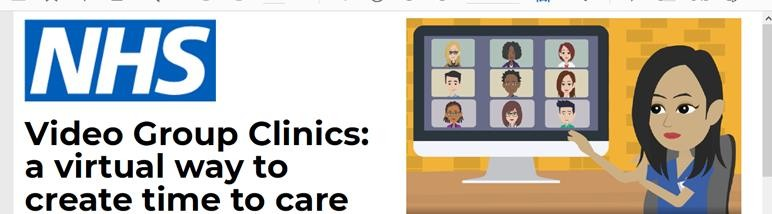 NHS
Video Group Clinics:
a virtual way to
create time to care